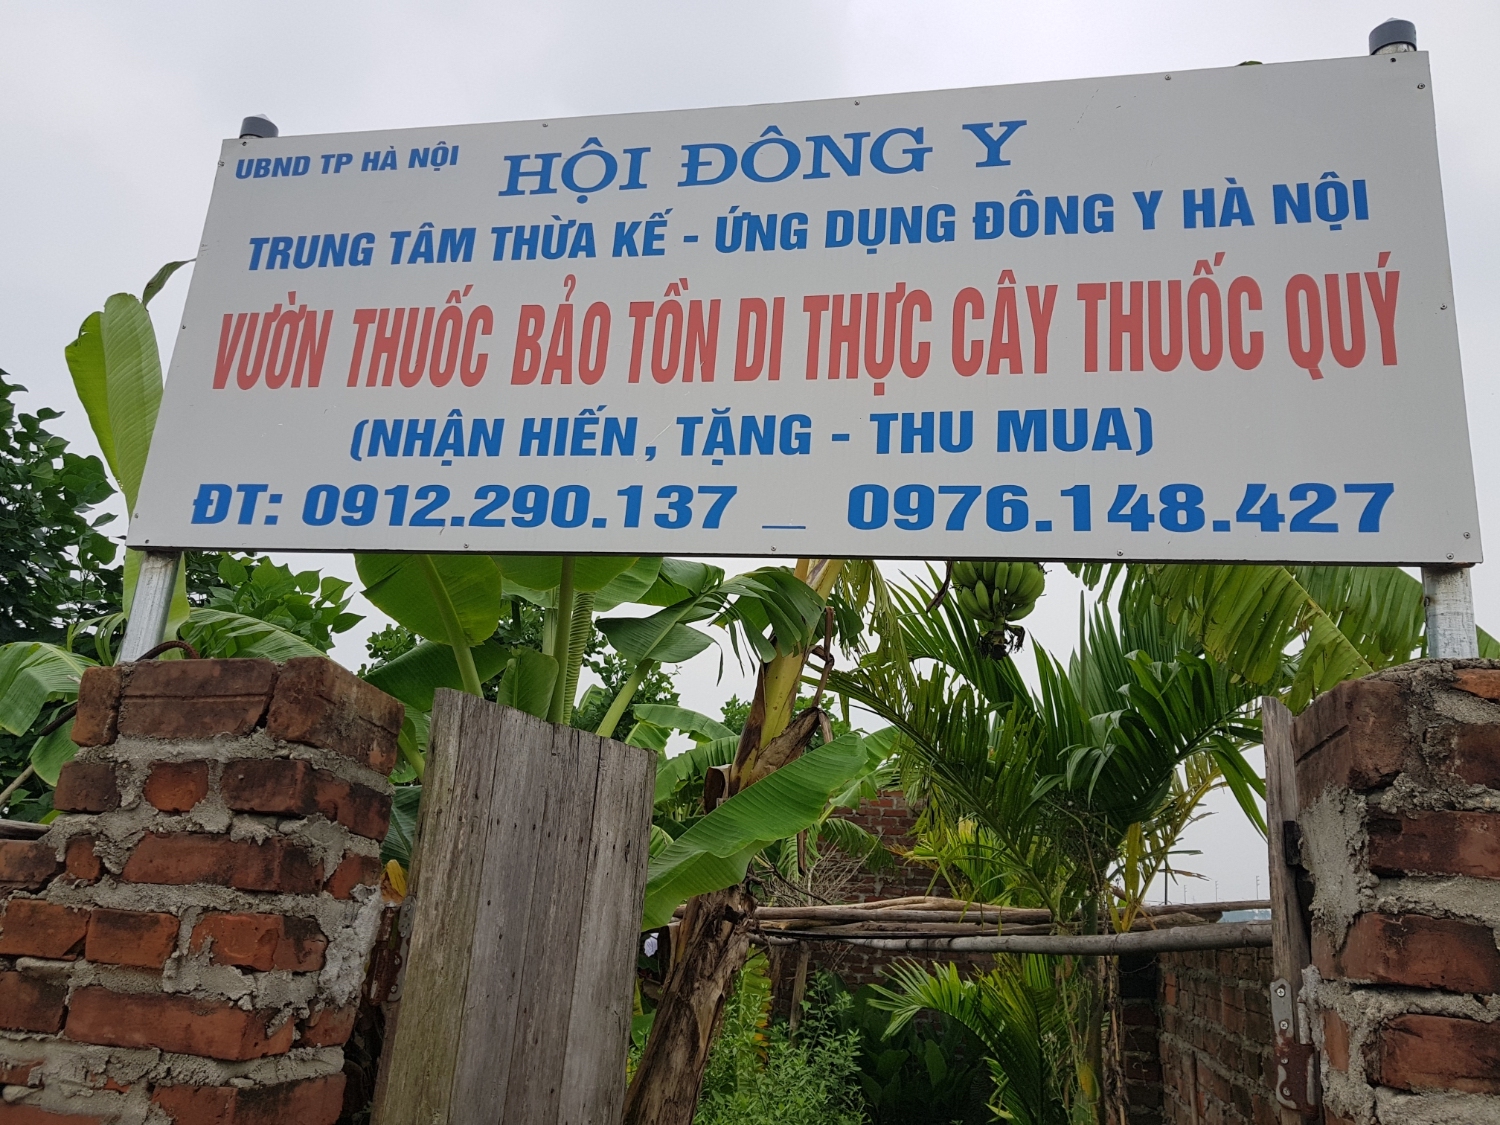 UBND TP HÀ NỘI HỘI ĐÔNG Y
TRUNG TÂM THỪA KẾ - ỨNG DỤNG ĐÔNG Y HÀ NỘI
VƯỜN THUỐC BẢO TỒN DI THỰC CÂY THUỐC QUÝ
(NHẬN HIẾN, TẶNG - THU MUA)
ĐT: 0912.290.137 _ 0976.148.427